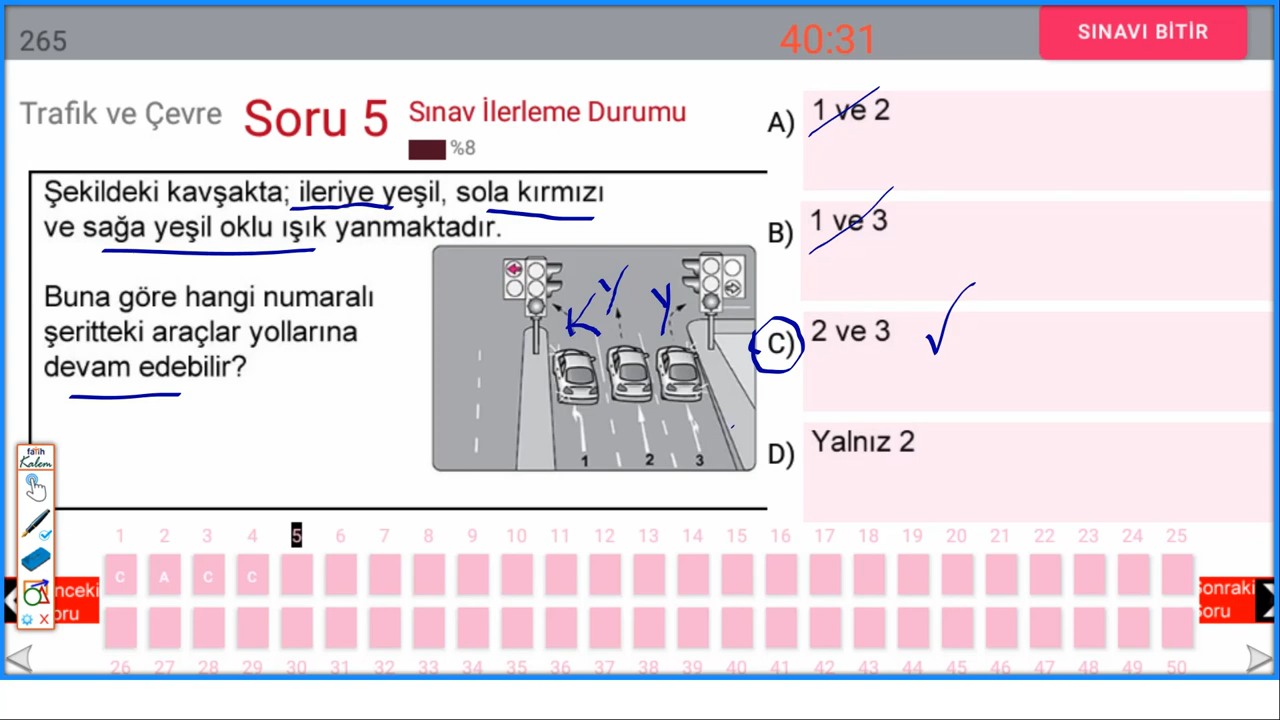 265
40:31
SINAVI BİTİR
Trafik ve Çevre
Soru 5
Sınav İlerleme Durumu
%8
Şekildeki kavşakta; ileriye yeşil, sola kırmızı
ve sağa yeşil oklu ışık yanmaktadır.
Buna göre hangi numaralı
şeritteki araçlar yollarına
devam edebilir?
Y
Y
1
2
3
A) 1 ve 2
B) 1 ve 3
C) 2 ve 3
D) Yalnız 2
fatih
Kalem
1 2 3 4 5 6 7 8 9 10 11 12 13 14 15 16 17 18 19 20 21 22 23 24 25
C A C C
nceki
oru
Sonraki
Soru
26 27 28 29 30 31 32 33 34 35 36 37 38 39 40 41 42 43 44 45 46 47 48 49 50